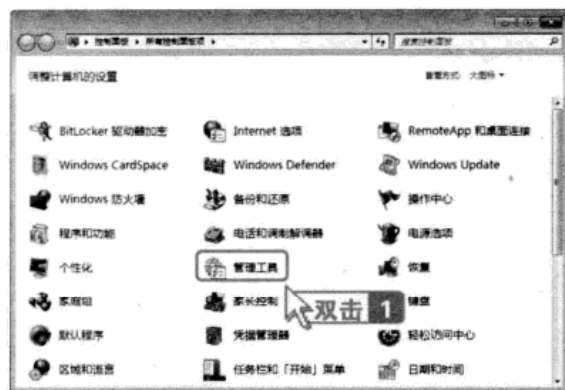 控制面板 ▸ 所有控制面板项 ▸
搜索控制面板
调整计算机的设置
查看方式: 大图标
BitLocker 驱动器加密
Internet 选项
RemoteApp 和桌面连接
Windows CardSpace
Windows Defender
Windows Update
Windows 防火墙
备份和还原
操作中心
程序和功能
电话和调制解调器
电源选项
个性化
管理工具
恢复
家庭组
家长控制
双击 1
键盘
默认程序
凭据管理器
轻松访问中心
区域和语言
任务栏和「开始」菜单
日期和时间